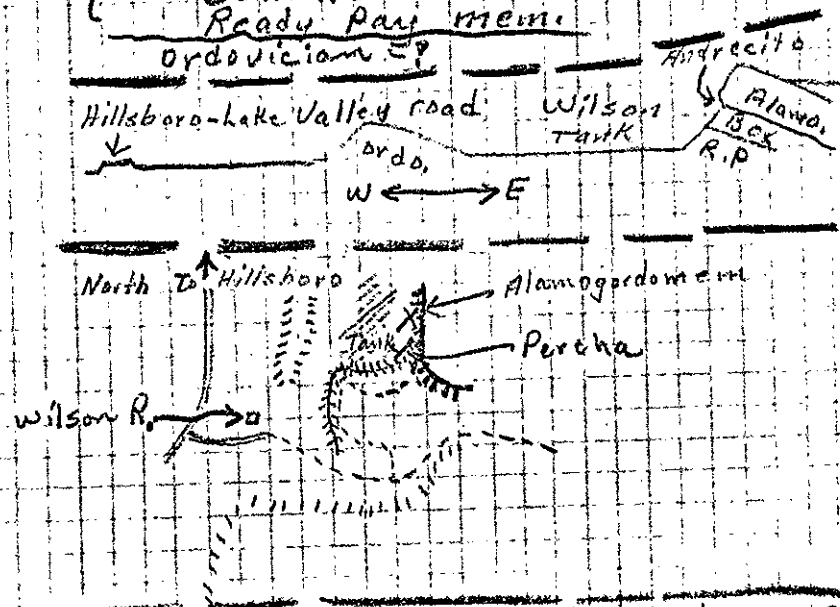 Ready Pay mem.
Ordovician
Andrecito
Hillsboro-Lake Valley road
Wilson
Tank
Alamo.
Box
R.P
Ordo.
W E
North To Hillsboro
Alamogordo mem
Tank
Percha
Wilson R.